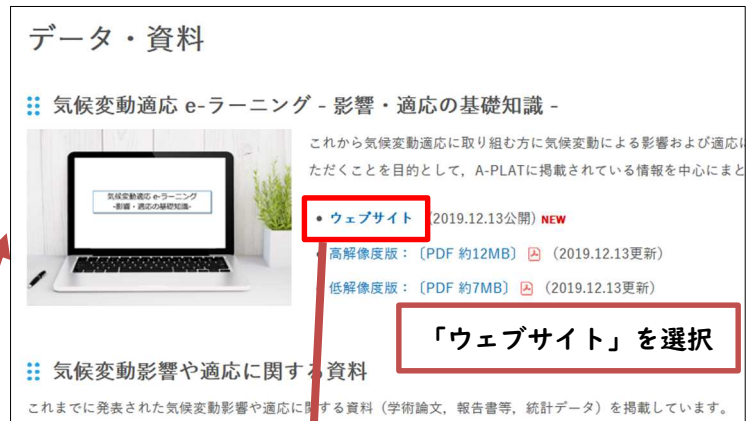 データ・資料
気候変動適応 e-ラーニング - 影響・適応の基礎知識 -
気候変動適応 e-ラーニング
-影響・適応の基礎知識-
これから気候変動適応に取り組む方に気候変動による影響および適応に
ただくことを目的として，A-PLATに掲載されている情報を中心にまと
• ウェブサイト (2019.12.13公開) NEW
• 高解像度版：〔PDF 約12MB〕 (2019.12.13更新)
低解像度版：〔PDF 約7MB〕 (2019.12.13更新)
「ウェブサイト」を選択
気候変動影響や適応に関する資料
これまでに発表された気候変動影響や適応に関する資料（学術論文，報告書等，統計データ）を掲載しています。